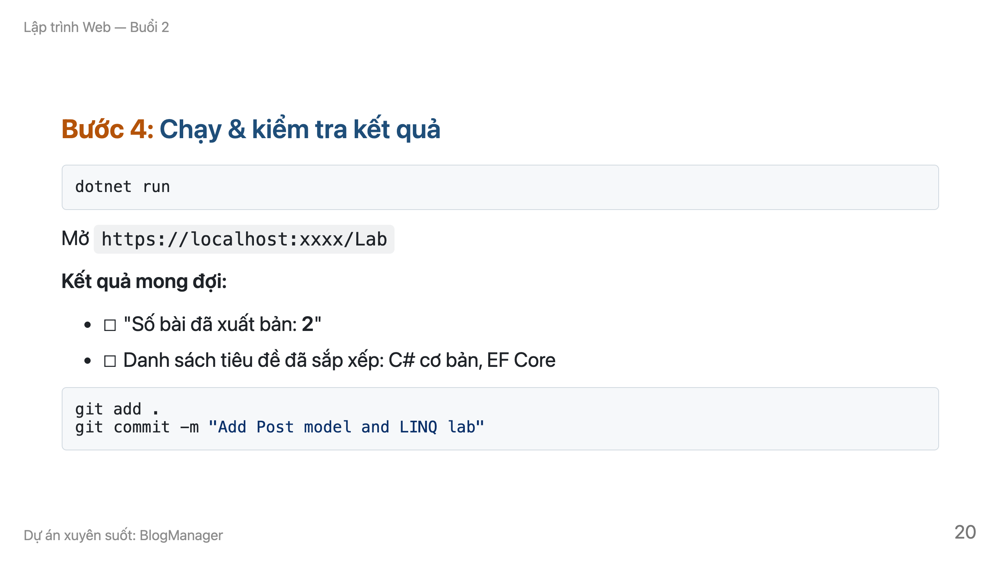 Lập trình Web — Buổi 2
Bước 4: Chạy & kiểm tra kết quả
dotnet run
Mở https://localhost:xxxx/Lab
Kết quả mong đợi:
• ☐ "Số bài đã xuất bản: 2"
• ☐ Danh sách tiêu đề đã sắp xếp: C# cơ bản, EF Core
git add .
git commit -m "Add Post model and LINQ lab"
Dự án xuyên suốt: BlogManager
20